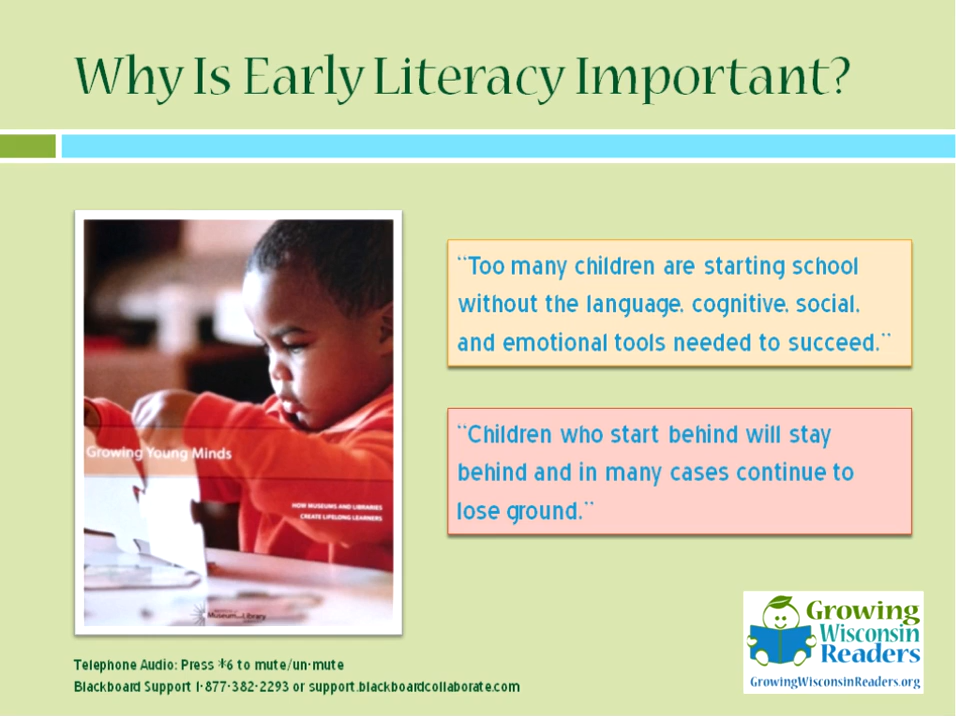 Why Is Early Literacy Important?
Growing Young Minds
HOW MUSEUMS AND LIBRARIES
CREATE LIFELONG LEARNERS
Museum and Library
“Too many children are starting school
without the language, cognitive, social,
and emotional tools needed to succeed.”
“Children who start behind will stay
behind and in many cases continue to
lose ground.”
Growing
Wisconsin
Readers
GrowingWisconsinReaders.org
Telephone Audio: Press *6 to mute/un-mute
Blackboard Support 1-877-382-2293 or support.blackboardcollaborate.com